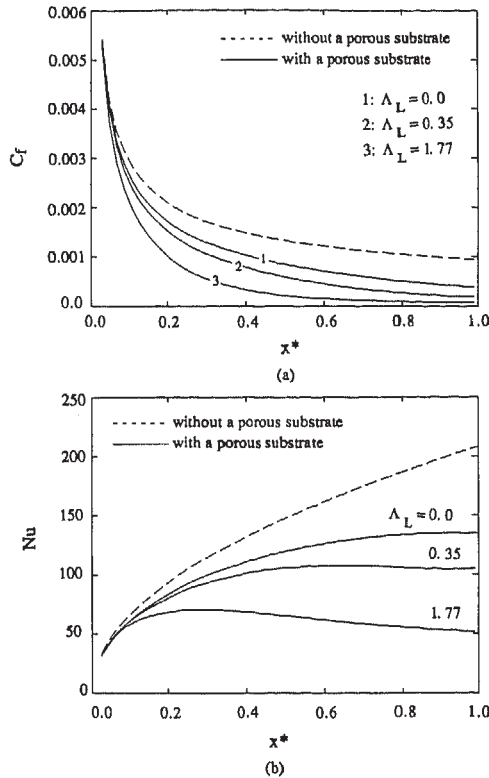 0.006
0.005
0.004
0.003
0.002
0.001
0.0
C_f
without a porous substrate
with a porous substrate
1: Λ_L = 0.0
2: Λ_L = 0.35
3: Λ_L = 1.77
1
2
3
0.0 0.2 0.4 0.6 0.8 1.0
x*
(a)
250
200
150
100
50
0
Nu
without a porous substrate
with a porous substrate
Λ_L = 0.0
0.35
1.77
0.0 0.2 0.4 0.6 0.8 1.0
x*
(b)